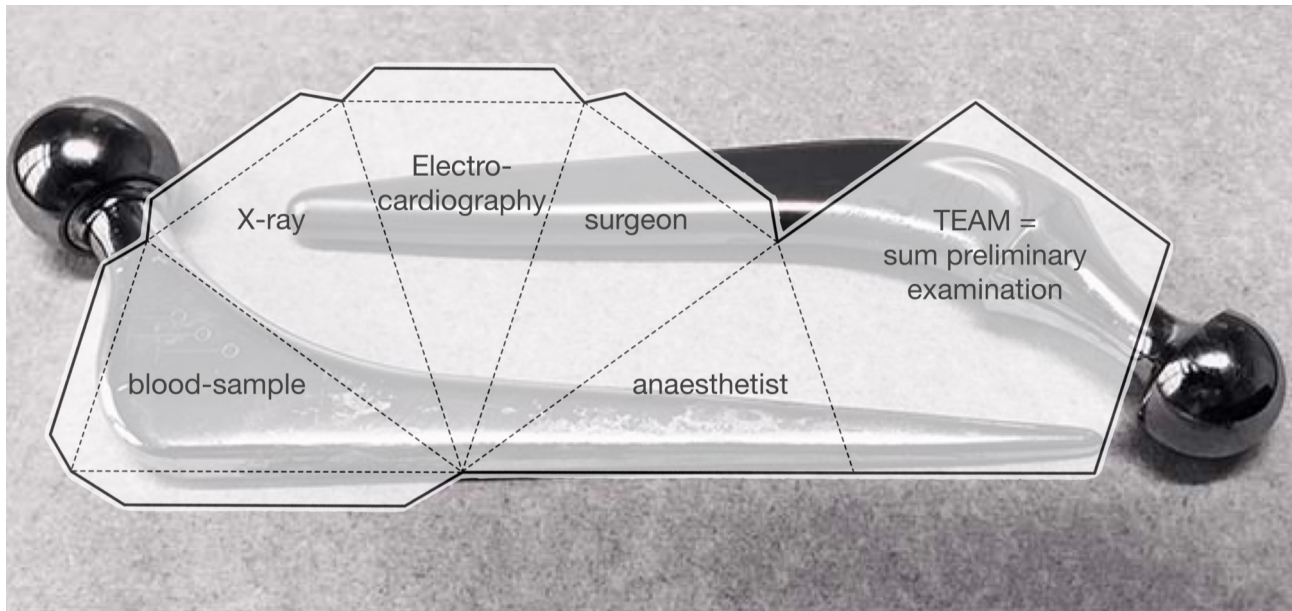 Electro-
cardiography
X-ray
surgeon
TEAM =
sum preliminary
examination
blood-sample
anaesthetist